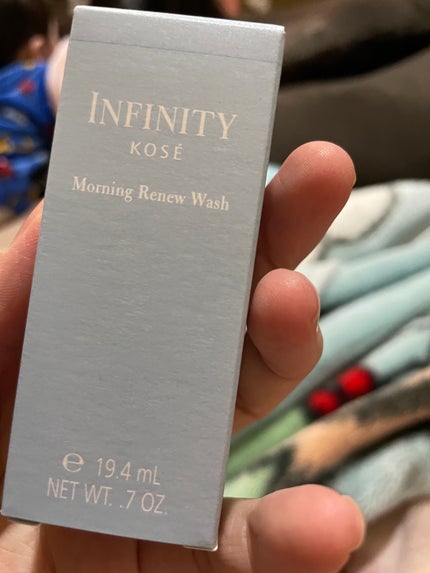 INFINITY
KOSÉ
Morning Renew Wash
℮ 19.4 mL
NET WT. .7 OZ.